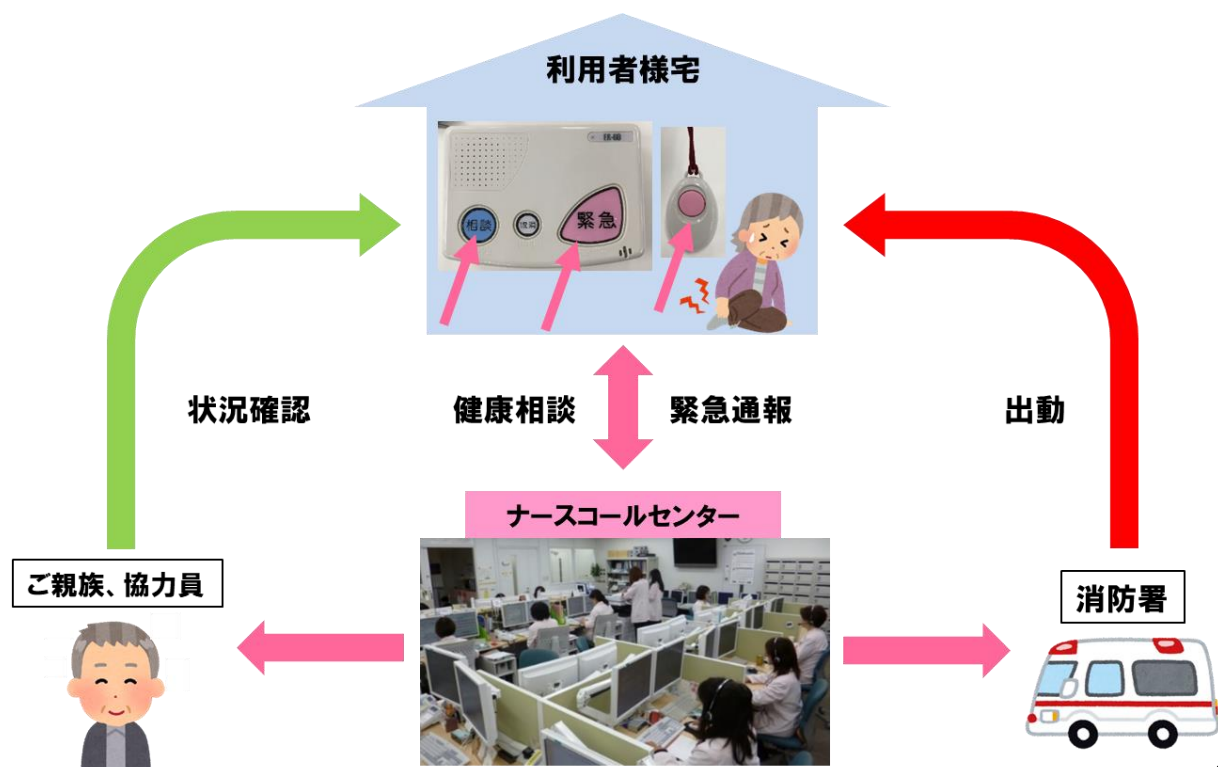 利用者様宅
相談
緊急
状況確認
健康相談
緊急通報
出動
ナースコールセンター
ご親族、協力員
消防署